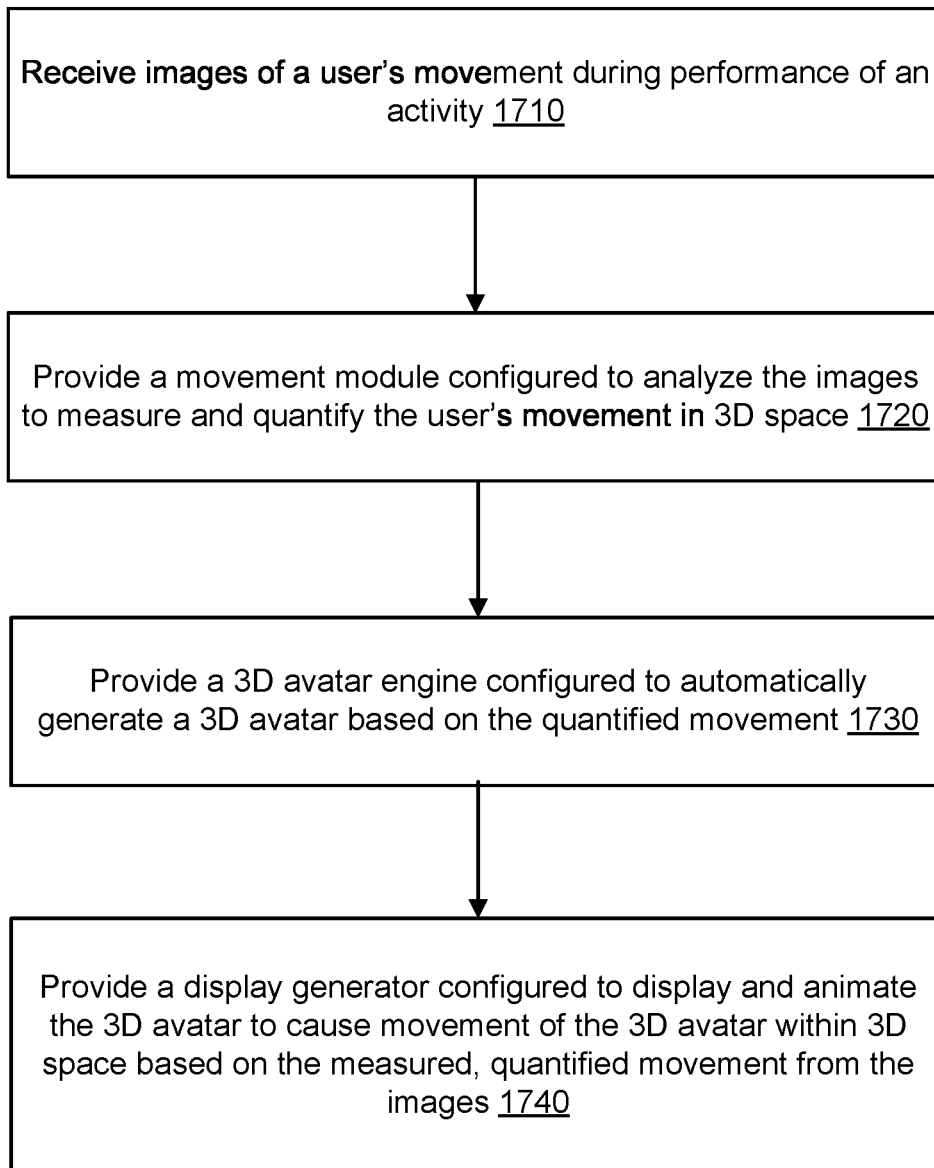 Receive images of a user's movement during performance of an
activity 1710
Provide a movement module configured to analyze the images
to measure and quantify the user's movement in 3D space 1720
Provide a 3D avatar engine configured to automatically
generate a 3D avatar based on the quantified movement 1730
Provide a display generator configured to display and animate
the 3D avatar to cause movement of the 3D avatar within 3D
space based on the measured, quantified movement from the
images 1740